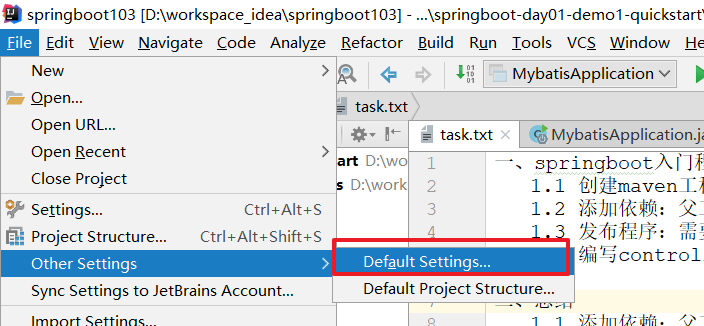 springboot103 [D:\workspace_idea\springboot103] - ...\springboot-day01-demo1-quickstart\
File Edit View Navigate Code Analyze Refactor Build Run Tools VCS Window
New
Open...
Open URL...
Open Recent
Close Project
Settings... Ctrl+Alt+S
Project Structure... Ctrl+Alt+Shift+S
Other Settings
Sync Settings to JetBrains Account...
Import Settings...
Default Settings...
Default Project Structure...
MybatisApplication
task.txt
task.txt MybatisApplication.ja
start D:\wo
s D:\work
1 一、springboot入门程
2 1.1 创建maven工程
3 1.2 添加依赖：父工
4 1.3 发布程序：需要
编写control
7 二、总结
8 1.1 添加依赖：父工